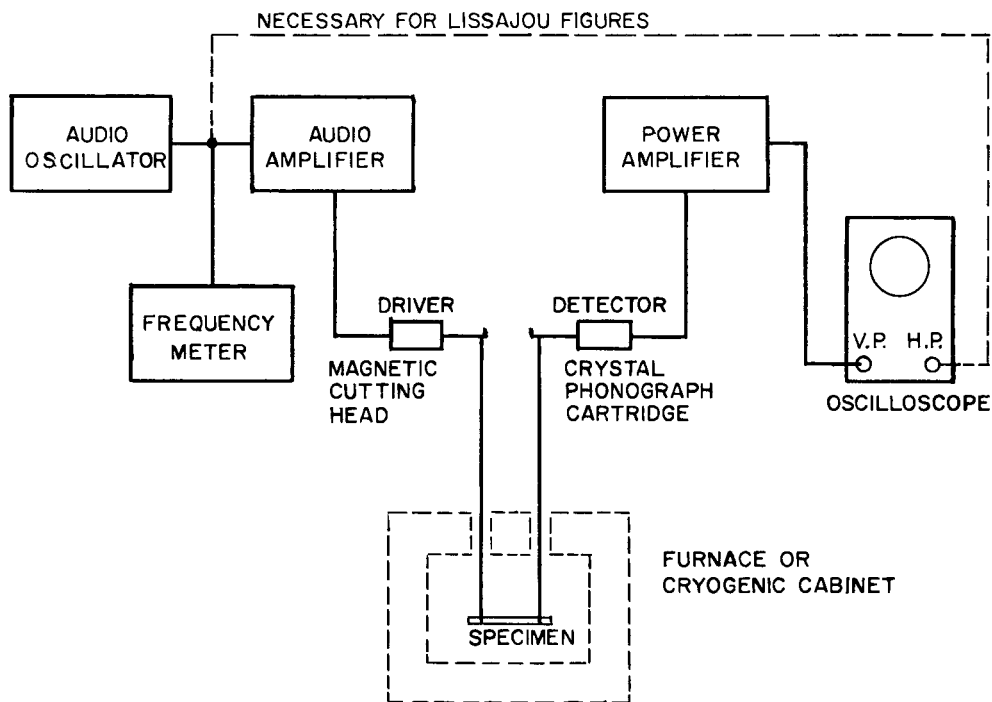 NECESSARY FOR LISSAJOU FIGURES
AUDIO
OSCILLATOR
AUDIO
AMPLIFIER
POWER
AMPLIFIER
FREQUENCY
METER
DRIVER
MAGNETIC
CUTTING
HEAD
DETECTOR
CRYSTAL
PHONOGRAPH
CARTRIDGE
V.P. H.P.
OSCILLOSCOPE
FURNACE OR
CRYOGENIC CABINET
SPECIMEN